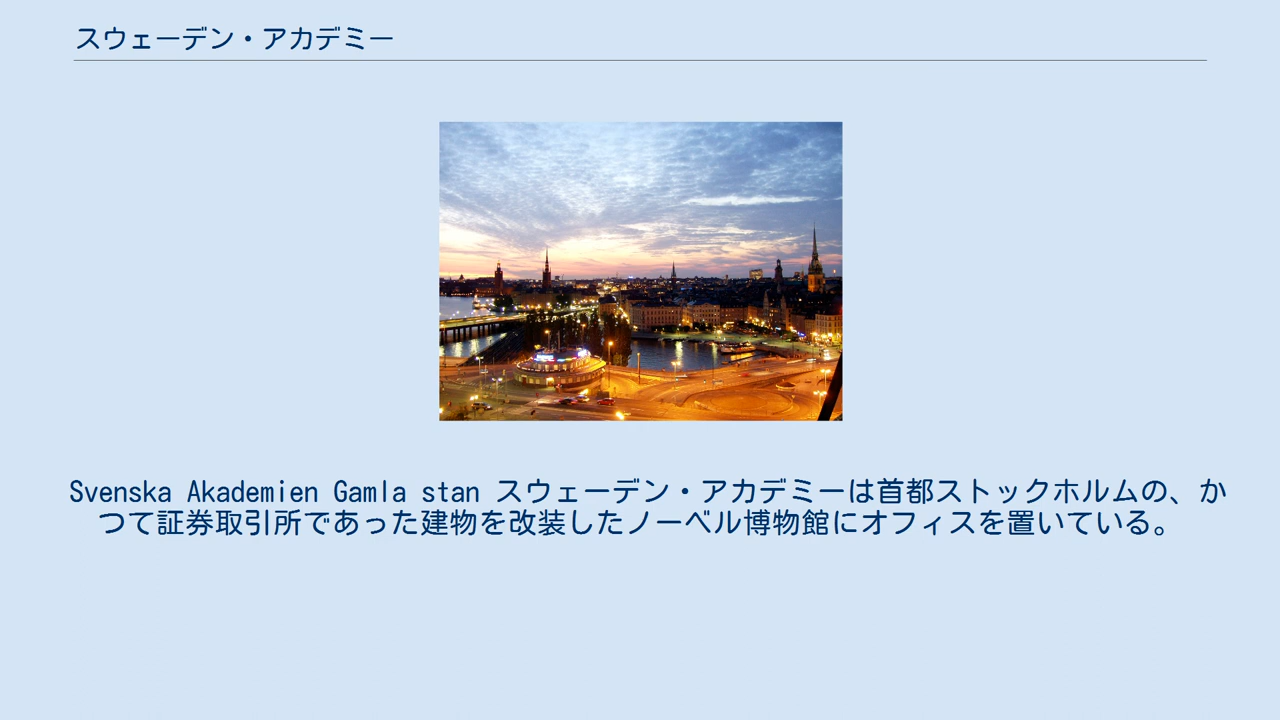 スウェーデン・アカデミー
Svenska Akademien Gamla stan スウェーデン・アカデミーは首都ストックホルムの、か
つて証券取引所であった建物を改装したノーベル博物館にオフィスを置いている。